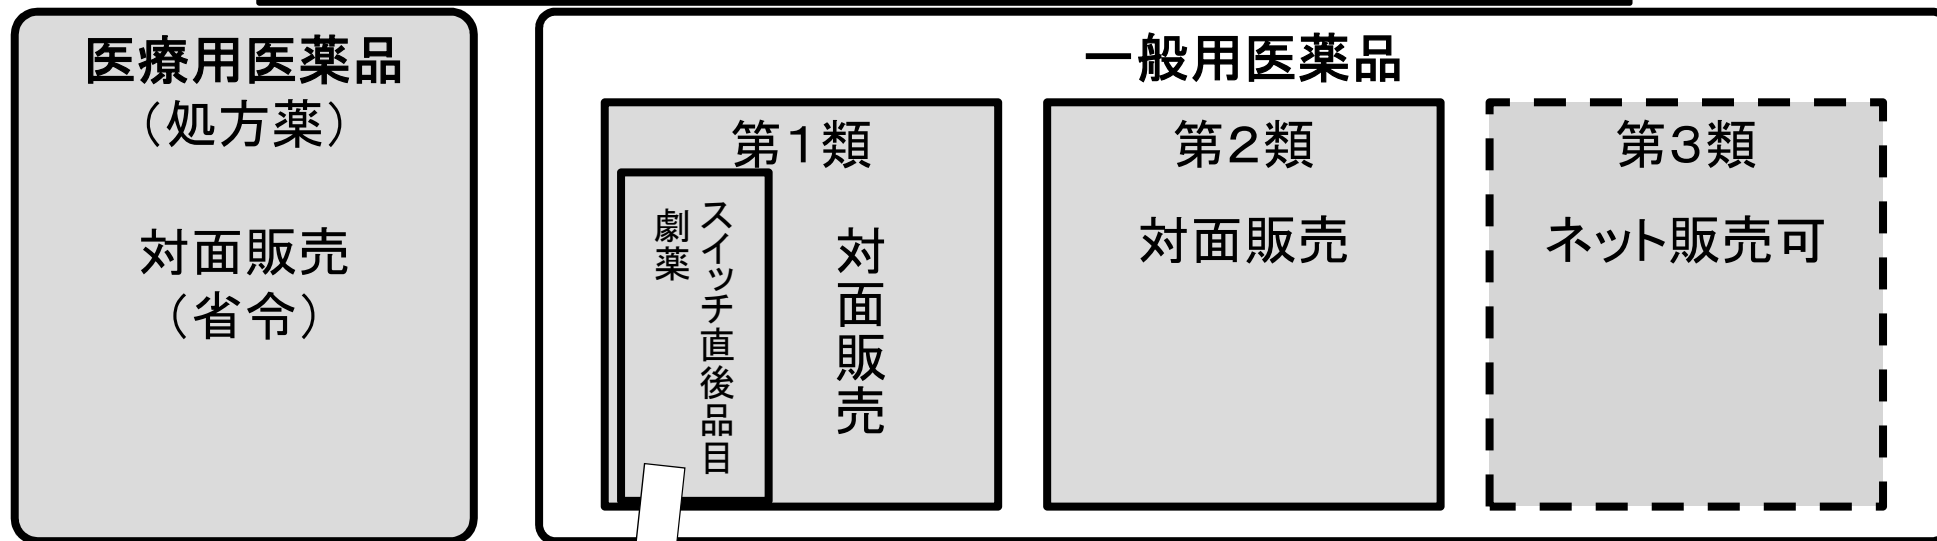 医療用医薬品
（処方薬）
対面販売
（省令）
一般用医薬品
第１類
スイッチ直後品目
劇薬
対面販売
第２類
対面販売
第３類
ネット販売可